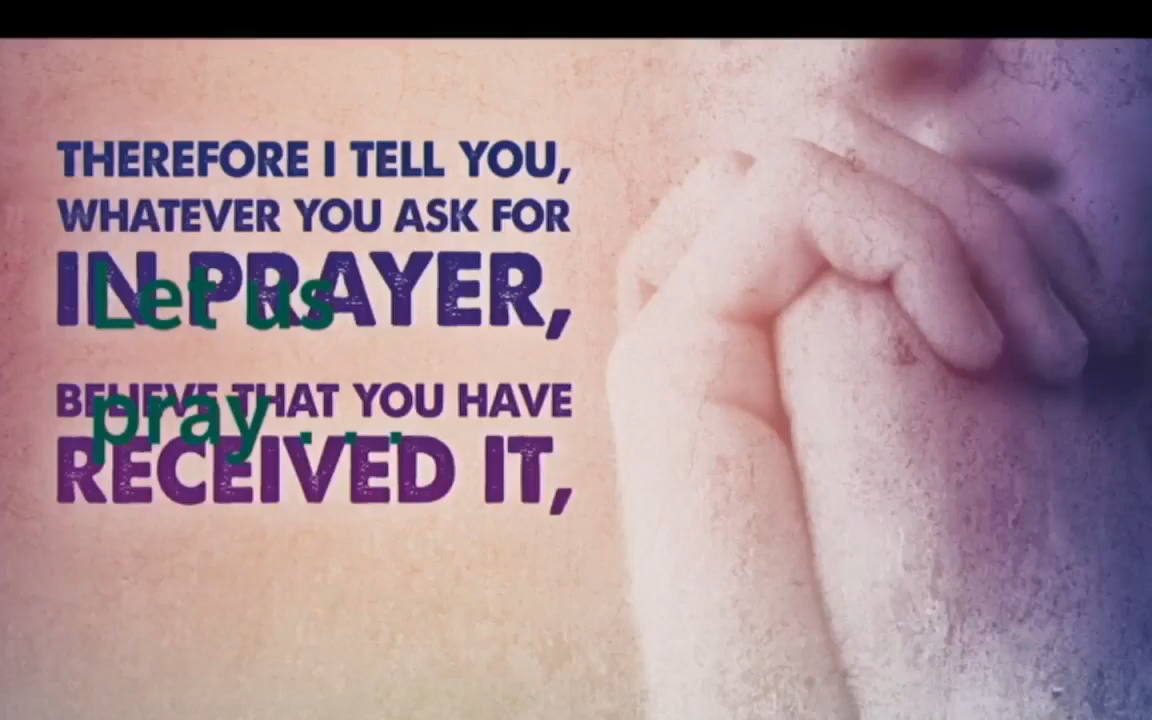 THEREFORE I TELL YOU,
WHATEVER YOU ASK FOR
IN PRAYER,
Let us
BELIEVE THAT YOU HAVE
pray . . .
RECEIVED IT,